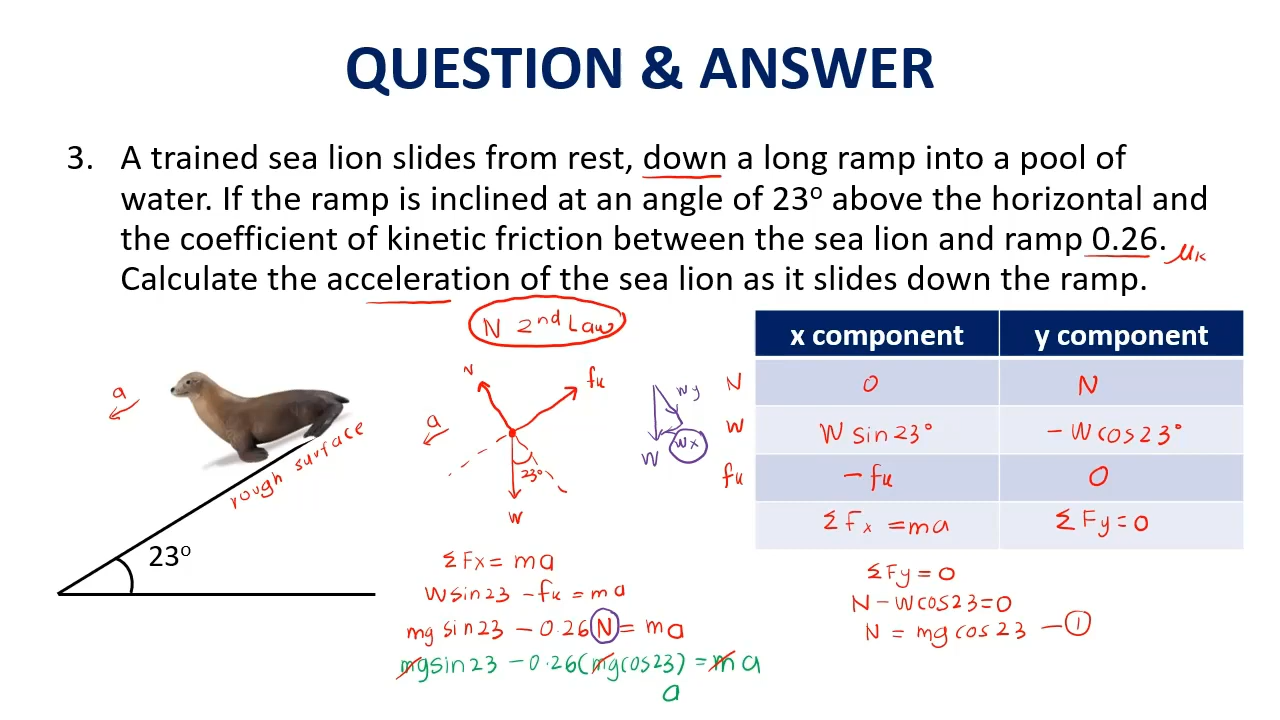 QUESTION & ANSWER
3. A trained sea lion slides from rest, down a long ramp into a pool of
water. If the ramp is inclined at an angle of 23° above the horizontal and
the coefficient of kinetic friction between the sea lion and ramp 0.26. μk
Calculate the acceleration of the sea lion as it slides down the ramp.
N 2nd Law
a
rough surface
23°
N
fk
a
23°
W
Wy
Wx
W
x component y component
N 0 N
W W sin 23° - W cos 23°
fk - fk 0
Σ Fx = ma Σ Fy = 0
Σ Fx = ma
W sin 23 - fk = ma
mg sin 23 - 0.26 N = ma
mg sin 23 - 0.26 (mg cos 23) = ma
a
Σ Fy = 0
N - W cos 23 = 0
N = mg cos 23 — 1